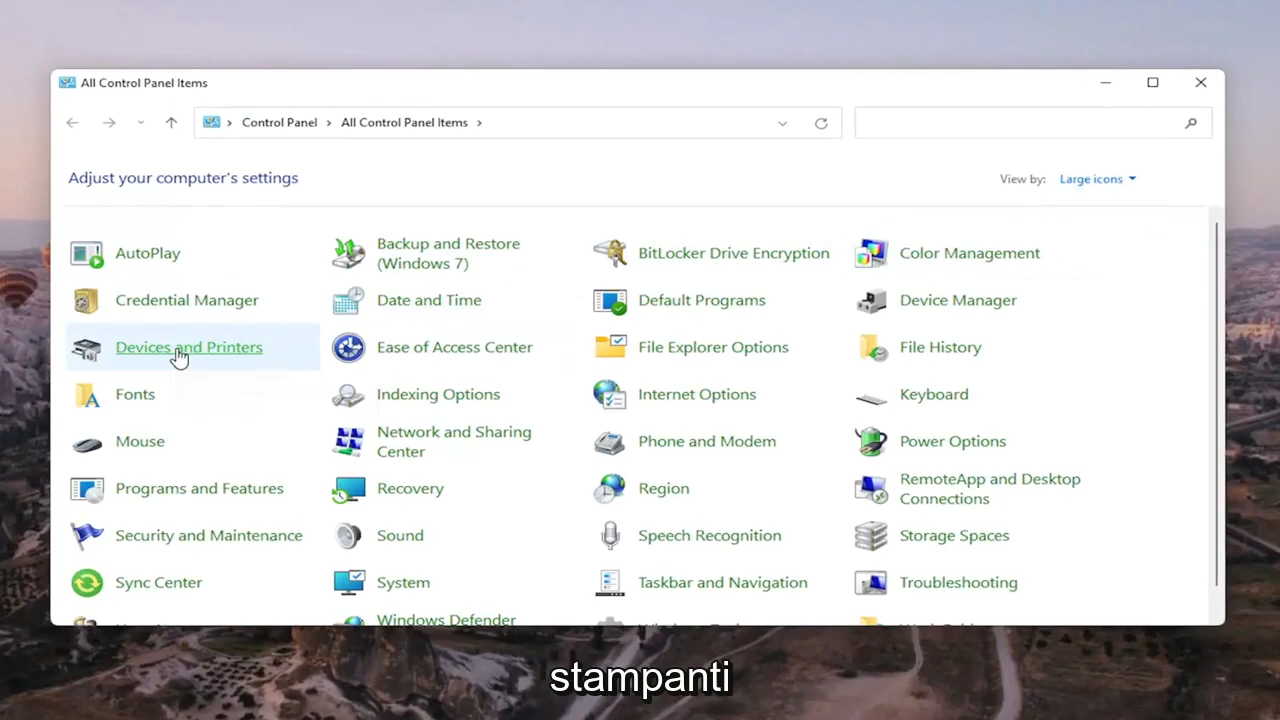 All Control Panel Items
Control Panel > All Control Panel Items >
Adjust your computer's settings
View by: Large icons
AutoPlay
Backup and Restore
(Windows 7)
BitLocker Drive Encryption
Color Management
Credential Manager
Date and Time
Default Programs
Device Manager
Devices and Printers
Ease of Access Center
File Explorer Options
File History
Fonts
Indexing Options
Internet Options
Keyboard
Mouse
Network and Sharing
Center
Phone and Modem
Power Options
Programs and Features
Recovery
Region
RemoteApp and Desktop
Connections
Security and Maintenance
Sound
Speech Recognition
Storage Spaces
Sync Center
System
Taskbar and Navigation
Troubleshooting
Windows Defender
stampanti